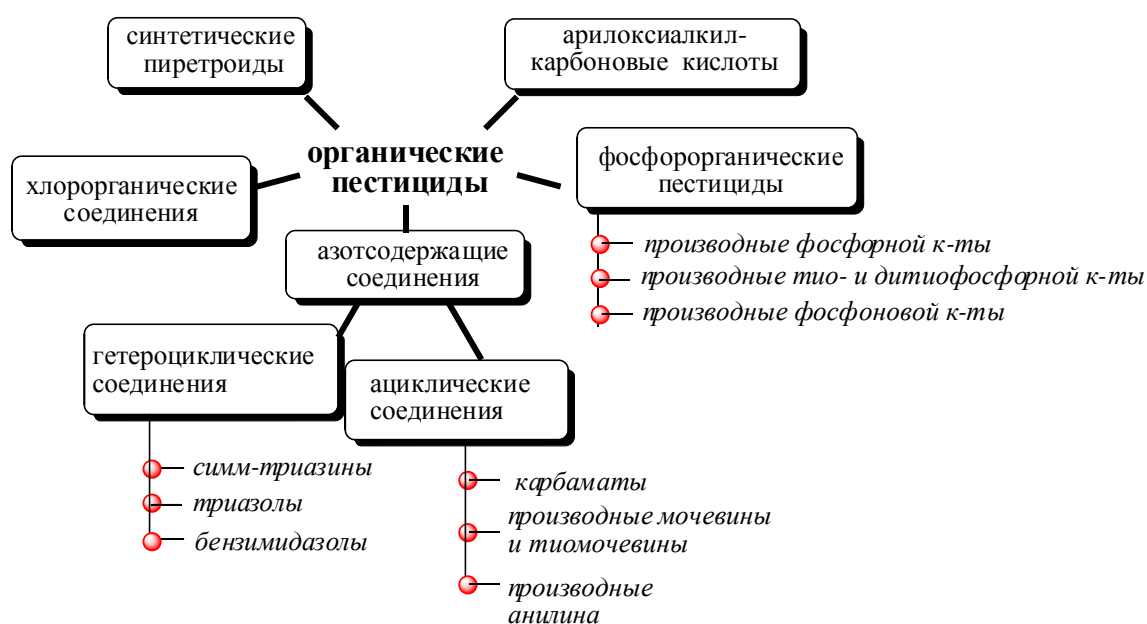 синтетические
пиретроиды
арилоксиалкил-
карбоновые кислоты
органические
пестициды
хлорорганические
соединения
фосфорорганические
пестициды
производные фосфорной к-ты
производные тио- и дитиофосфорной к-ты
производные фосфоновой к-ты
азотсодержащие
соединения
гетероциклические
соединения
симм-триазины
триазолы
бензимидазолы
ациклические
соединения
карбаматы
производные мочевины
и тиомочевины
производные
анилина